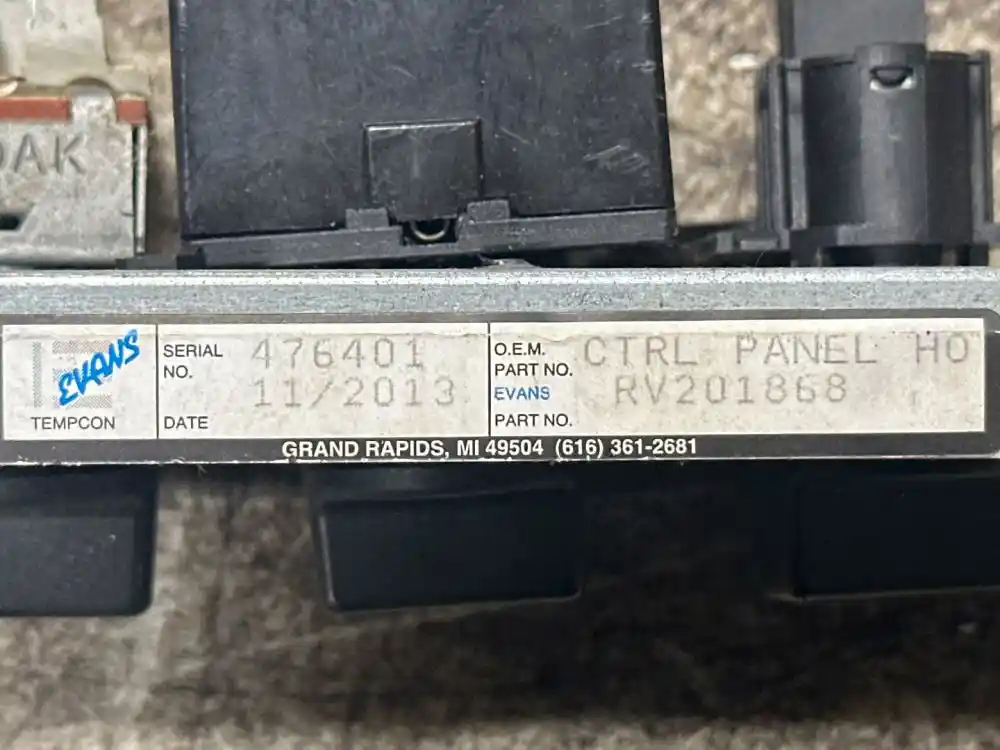 DAK
EVANS
TEMPCON
SERIAL NO. 476401
DATE 11/2013
O.E.M. PART NO. CTRL PANEL HO
EVANS PART NO. RV201868
GRAND RAPIDS, MI 49504 (616) 361-2681